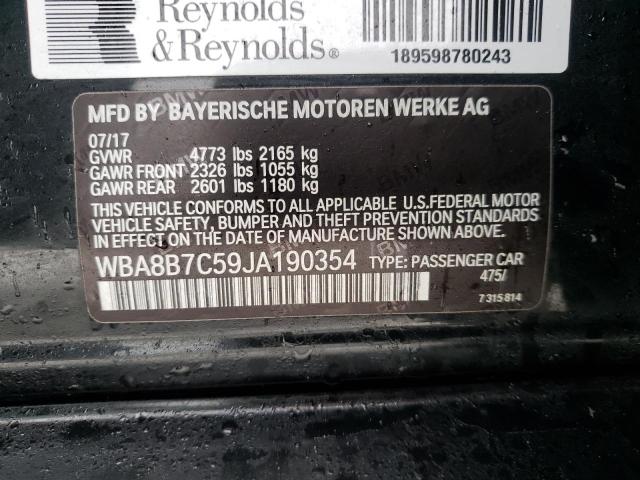 Reynolds
& Reynolds®
189598780243
MFD BY BAYERISCHE MOTOREN WERKE AG
07/17
GVWR 4773 lbs 2165 kg
GAWR FRONT 2326 lbs 1055 kg
GAWR REAR 2601 lbs 1180 kg
THIS VEHICLE CONFORMS TO ALL APPLICABLE U.S.FEDERAL MOTOR
VEHICLE SAFETY, BUMPER AND THEFT PREVENTION STANDARDS
IN EFFECT ON THE DATE OF MANUFACTURE SHOWN ABOVE.
WBA8B7C59JA190354 TYPE: PASSENGER CAR
475/
7 315 814